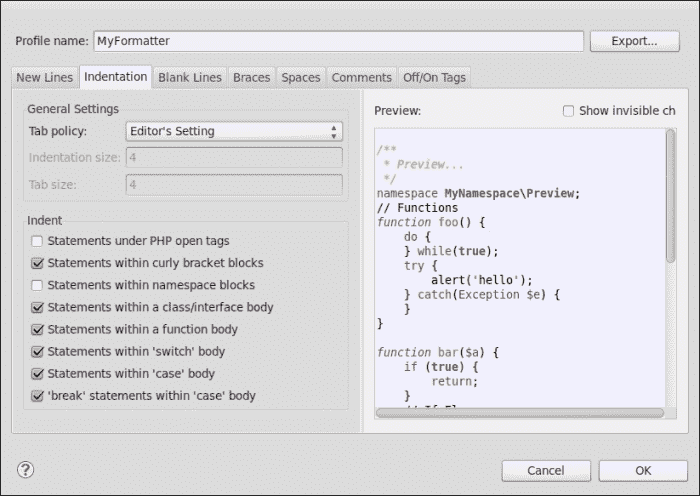 Profile name: MyFormatter Export...
New Lines Indentation Blank Lines Braces Spaces Comments Off/On Tags
General Settings
Tab policy: Editor's Setting
Indentation size: 4
Tab size: 4
Indent
Statements under PHP open tags
Statements within curly bracket blocks
Statements within namespace blocks
Statements within a class/interface body
Statements within a function body
Statements within 'switch' body
Statements within 'case' body
'break' statements within 'case' body
Preview: Show invisible ch
/**
 * Preview...
 */
namespace MyNamespace\Preview;
// Functions
function foo() {
    do {
    } while(true);
    try {
        alert('hello');
    } catch(Exception $e) {
    }
}
function bar($a) {
    if (true) {
        return;
    }
?
Cancel OK